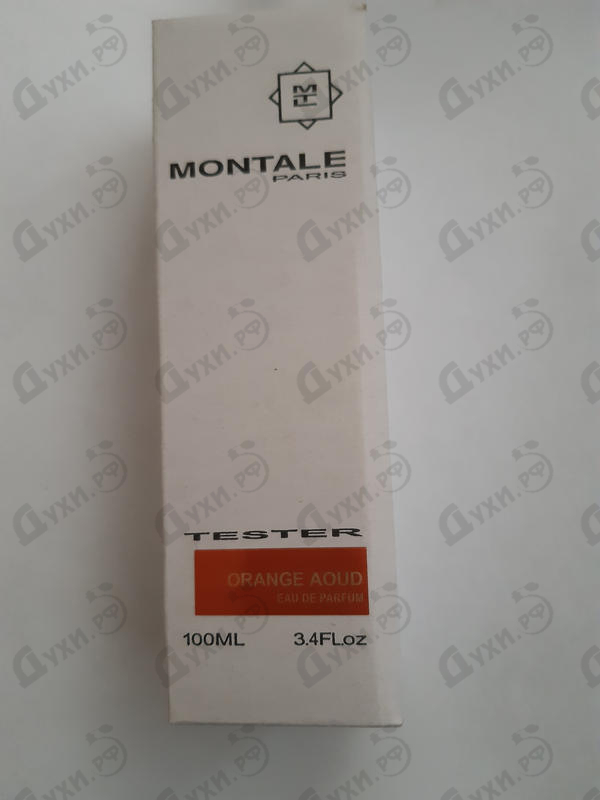 MONTALE
PARIS
TESTER
ORANGE AOUD
EAU DE PARFUM
100ML 3.4FL.oz
Духи.рф